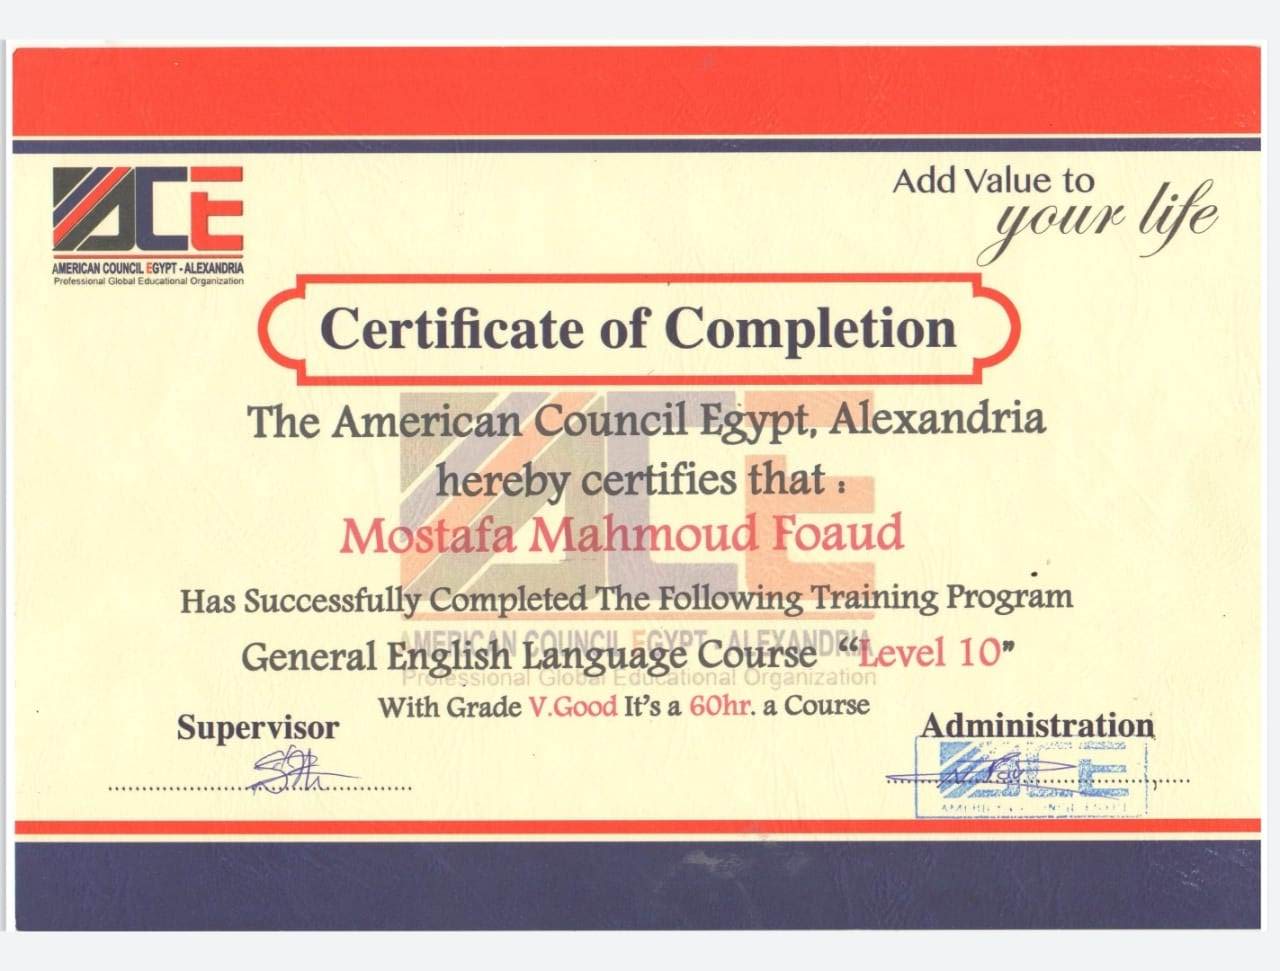 ACE
AMERICAN COUNCIL EGYPT - ALEXANDRIA
Professional Global Educational Organization
Add Value to
your life
Certificate of Completion
The American Council Egypt, Alexandria
hereby certifies that :
Mostafa Mahmoud Foaud
Has Successfully Completed The Following Training Program
General English Language Course “Level 10”
AMERICAN COUNCIL EGYPT - ALEXANDRIA
Professional Global Educational Organization
With Grade V.Good It's a 60hr. a Course
Supervisor
Administration